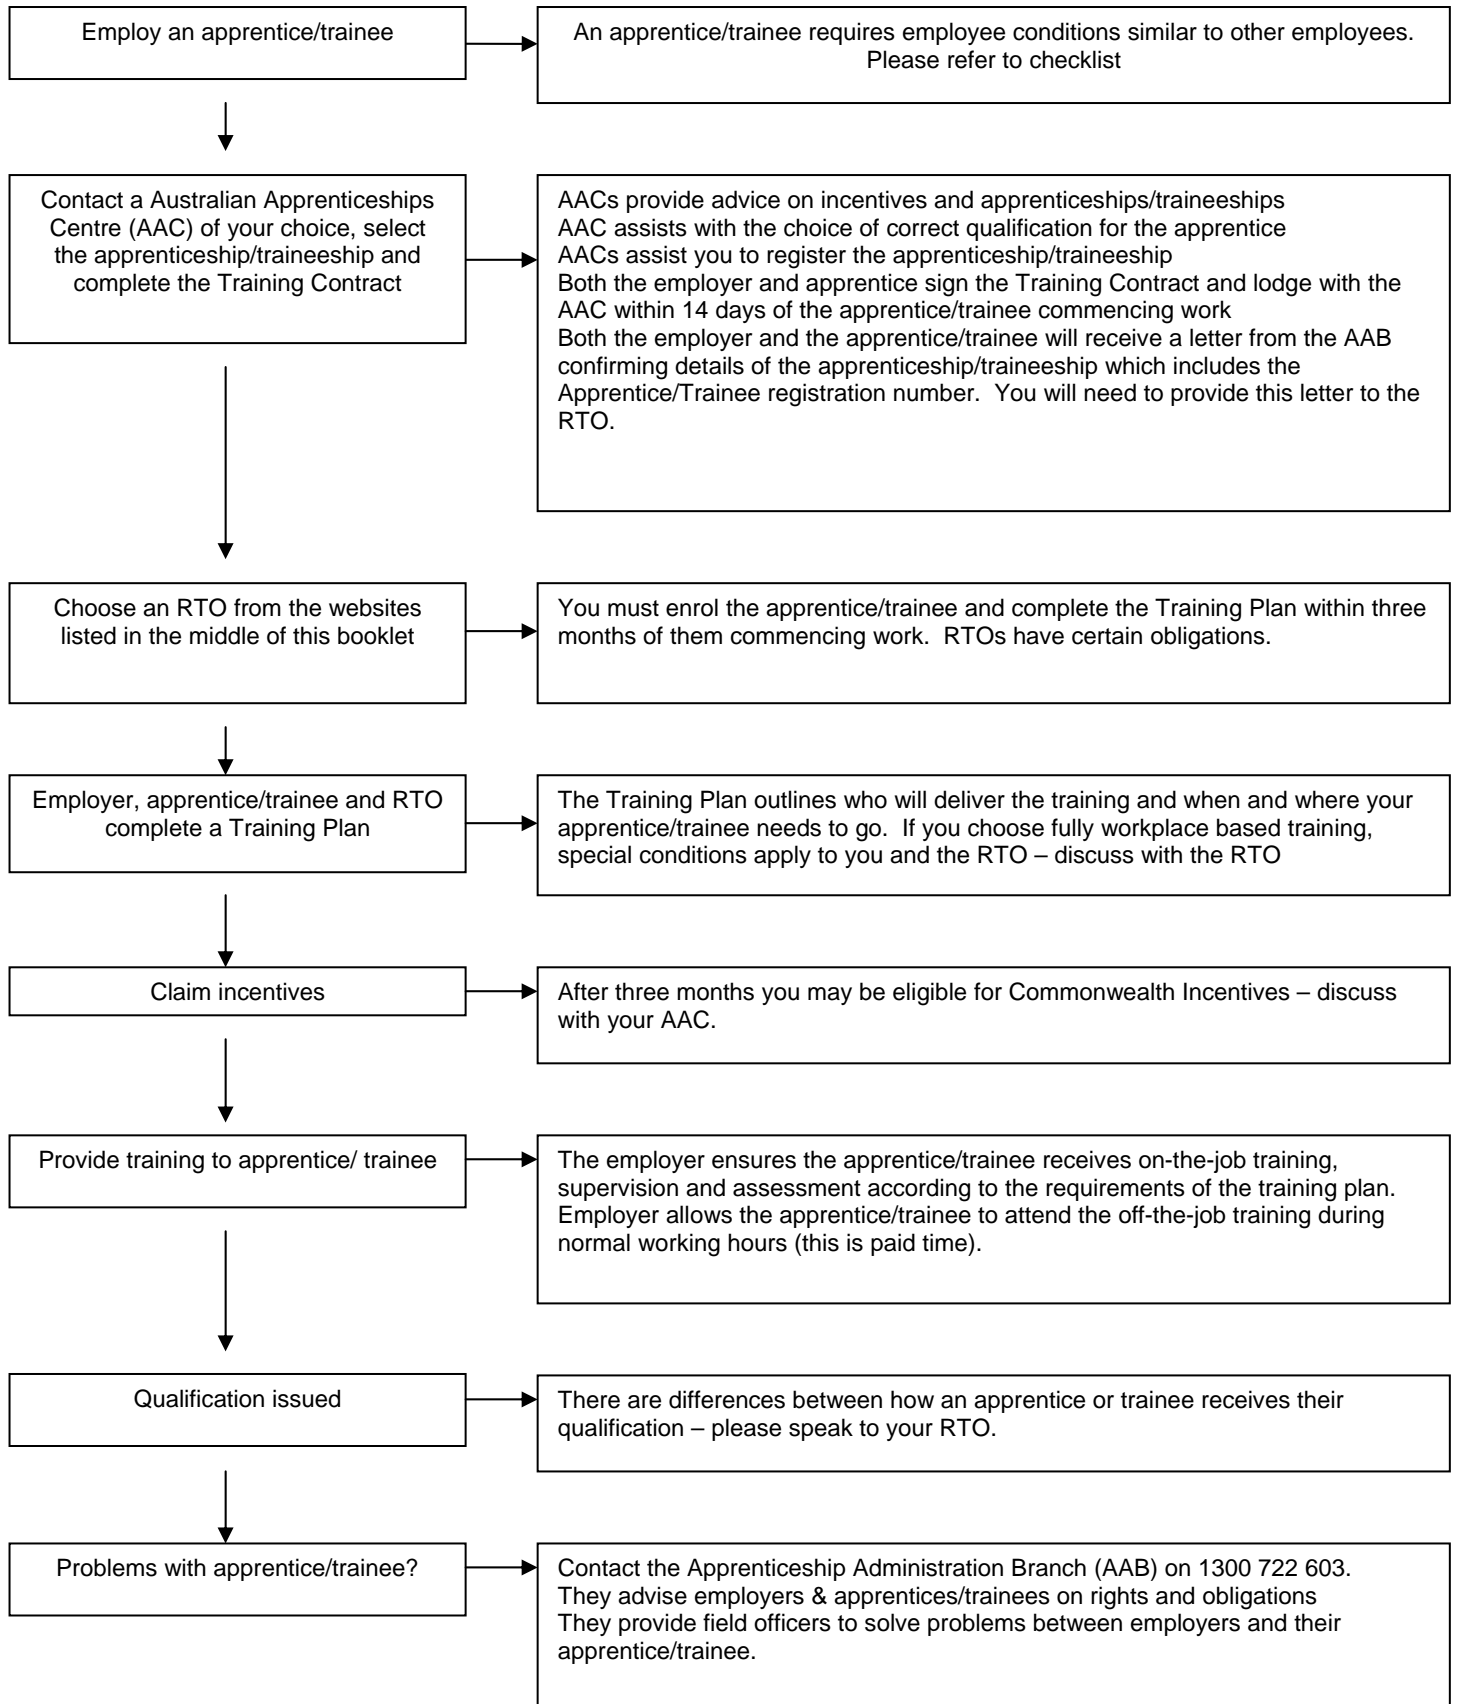 Employ an apprentice/trainee
An apprentice/trainee requires employee conditions similar to other employees.
Please refer to checklist
Contact a Australian Apprenticeships
Centre (AAC) of your choice, select
the apprenticeship/traineeship and
complete the Training Contract
AACs provide advice on incentives and apprenticeships/traineeships
AAC assists with the choice of correct qualification for the apprentice
AACs assist you to register the apprenticeship/traineeship
Both the employer and apprentice sign the Training Contract and lodge with the
AAC within 14 days of the apprentice/trainee commencing work
Both the employer and the apprentice/trainee will receive a letter from the AAB
confirming details of the apprenticeship/traineeship which includes the
Apprentice/Trainee registration number.  You will need to provide this letter to the
RTO.
Choose an RTO from the websites
listed in the middle of this booklet
You must enrol the apprentice/trainee and complete the Training Plan within three
months of them commencing work.  RTOs have certain obligations.
Employer, apprentice/trainee and RTO
complete a Training Plan
The Training Plan outlines who will deliver the training and when and where your
apprentice/trainee needs to go.  If you choose fully workplace based training,
special conditions apply to you and the RTO – discuss with the RTO
Claim incentives
After three months you may be eligible for Commonwealth Incentives – discuss
with your AAC.
Provide training to apprentice/ trainee
The employer ensures the apprentice/trainee receives on-the-job training,
supervision and assessment according to the requirements of the training plan.
Employer allows the apprentice/trainee to attend the off-the-job training during
normal working hours (this is paid time).
Qualification issued
There are differences between how an apprentice or trainee receives their
qualification – please speak to your RTO.
Problems with apprentice/trainee?
Contact the Apprenticeship Administration Branch (AAB) on 1300 722 603.
They advise employers & apprentices/trainees on rights and obligations
They provide field officers to solve problems between employers and their
apprentice/trainee.